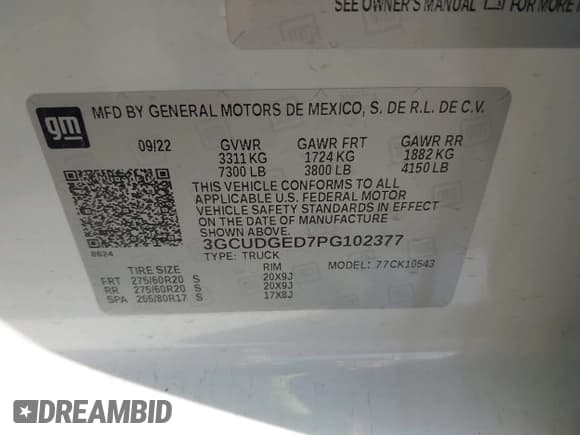 SEE OWNER'S MANUAL FOR MORE
gm
MFD BY GENERAL MOTORS DE MEXICO, S. DE R.L. DE C.V.
09/22 GVWR GAWR FRT GAWR RR
3311 KG 1724 KG 1882 KG
7300 LB 3800 LB 4150 LB
THIS VEHICLE CONFORMS TO ALL
APPLICABLE U.S. FEDERAL MOTOR
VEHICLE SAFETY STANDARDS IN EFFECT
ON THE DATE OF MANUFACTURE
SHOWN ABOVE.
8624 3GCUDGED7PG102377
TYPE: TRUCK MODEL: 77CK10543
TIRE SIZE RIM
FRT 275/60R20 S 20X9J
RR 275/60R20 S 20X9J
SPA 255/80R17 S 17X8J
DREAMBID